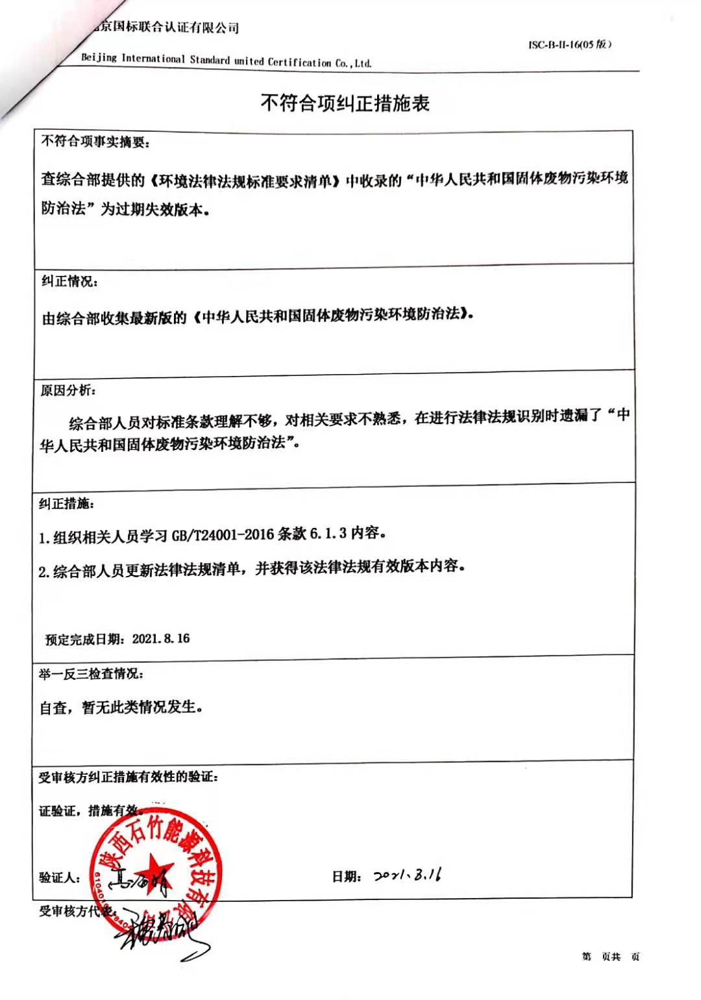 京国标联合认证有限公司
ISC-B-II-16(05版)
Beijing International Standard united Certification Co.,Ltd.
不符合项纠正措施表
不符合项事实摘要：
查综合部提供的《环境法律法规标准要求清单》中收录的“中华人民共和国固体废物污染环境
防治法”为过期失效版本。
纠正情况：
由综合部收集最新版的《中华人民共和国固体废物污染环境防治法》。
原因分析：
综合部人员对标准条款理解不够，对相关要求不熟悉，在进行法律法规识别时遗漏了“中
华人民共和国固体废物污染环境防治法”。
纠正措施：
1.组织相关人员学习 GB/T24001-2016 条款 6.1.3 内容。
2.综合部人员更新法律法规清单，并获得该法律法规有效版本内容。
预定完成日期：2021.8.16
举一反三检查情况：
自查，暂无此类情况发生。
受审核方纠正措施有效性的验证：
证验证，措施有效。
陕西石竹能源科技有限公司
验证人：
日期：2021、8.16
受审核方代表：
第 页共 页